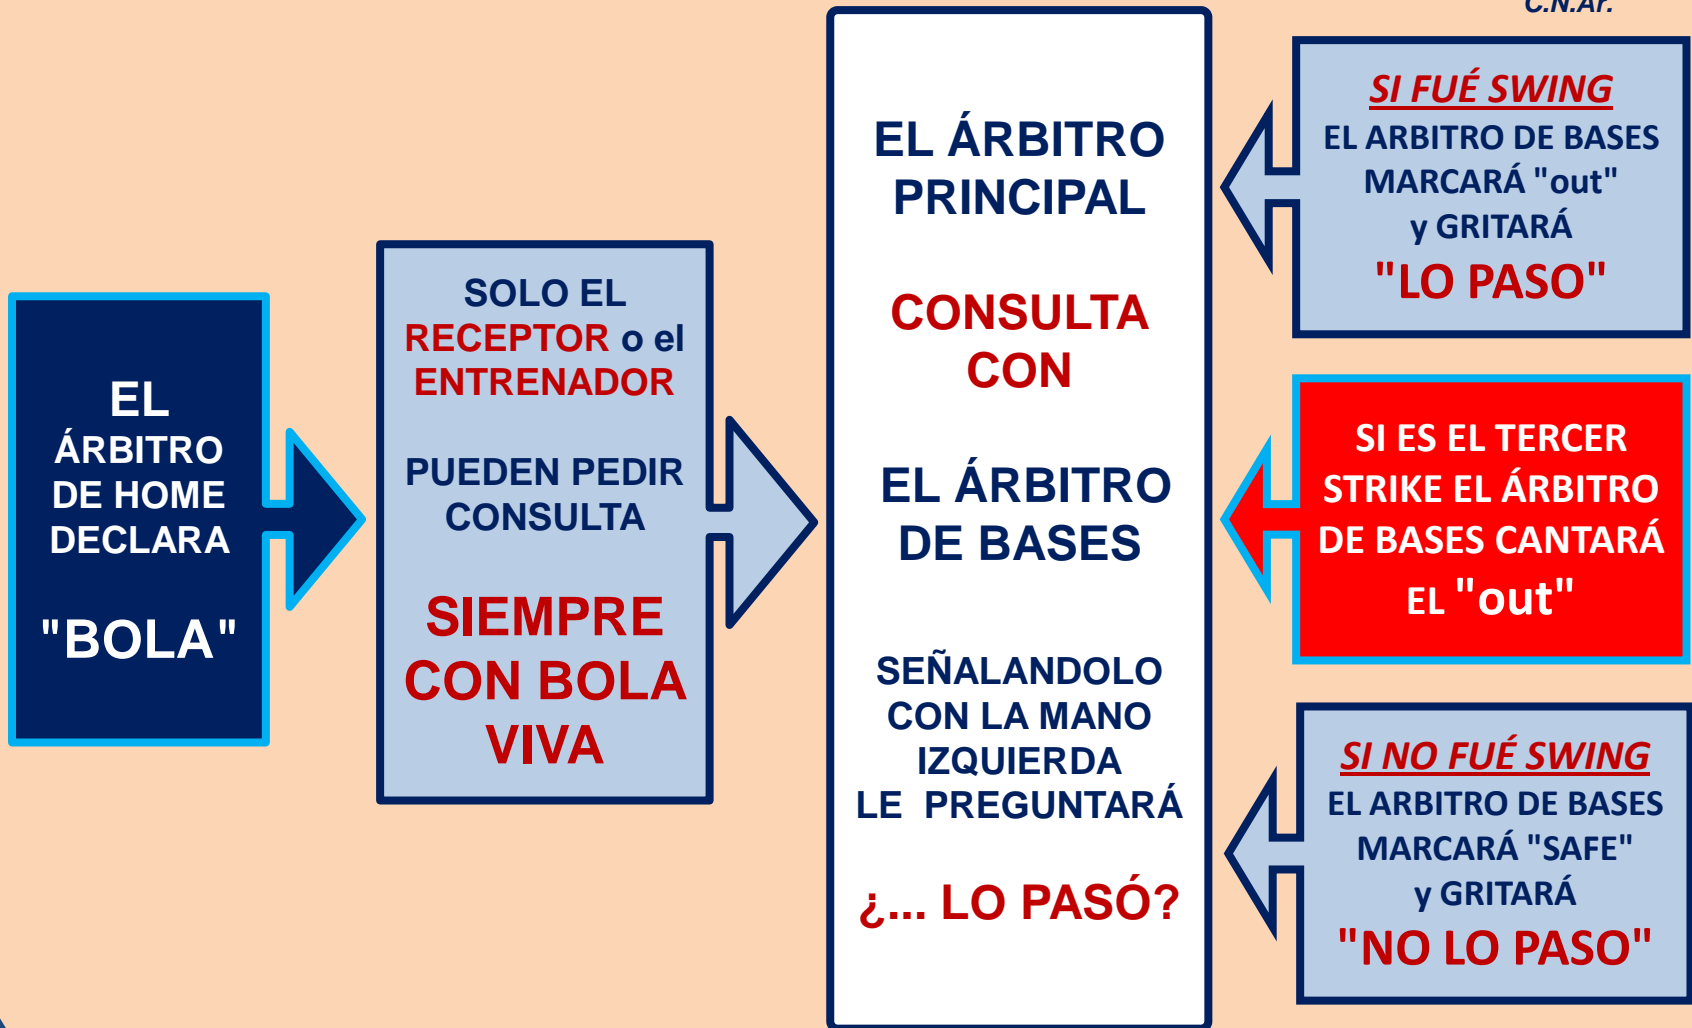 C.N.Ar.
EL
ÁRBITRO
DE HOME
DECLARA
"BOLA"
SOLO EL
RECEPTOR o el
ENTRENADOR
PUEDEN PEDIR
CONSULTA
SIEMPRE
CON BOLA
VIVA
EL ÁRBITRO
PRINCIPAL
CONSULTA
CON
EL ÁRBITRO
DE BASES
SEÑALANDOLO
CON LA MANO
IZQUIERDA
LE PREGUNTARÁ
¿... LO PASÓ?
SI FUÉ SWING
EL ARBITRO DE BASES
MARCARÁ "out"
y GRITARÁ
"LO PASO"
SI ES EL TERCER
STRIKE EL ÁRBITRO
DE BASES CANTARÁ
EL "out"
SI NO FUÉ SWING
EL ARBITRO DE BASES
MARCARÁ "SAFE"
y GRITARÁ
"NO LO PASO"